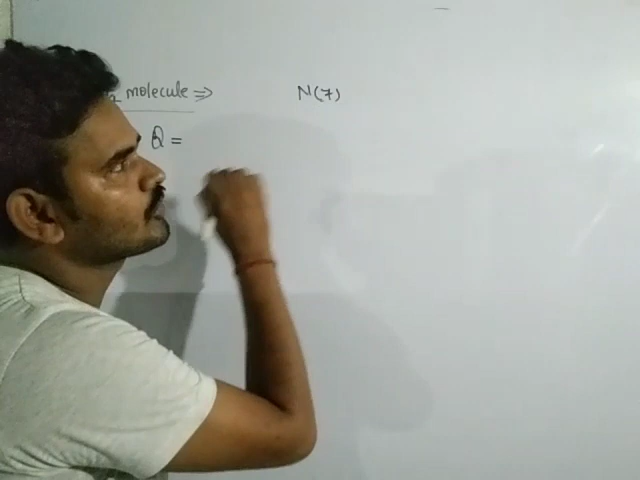 molecule ⇒ N(7)
Q =